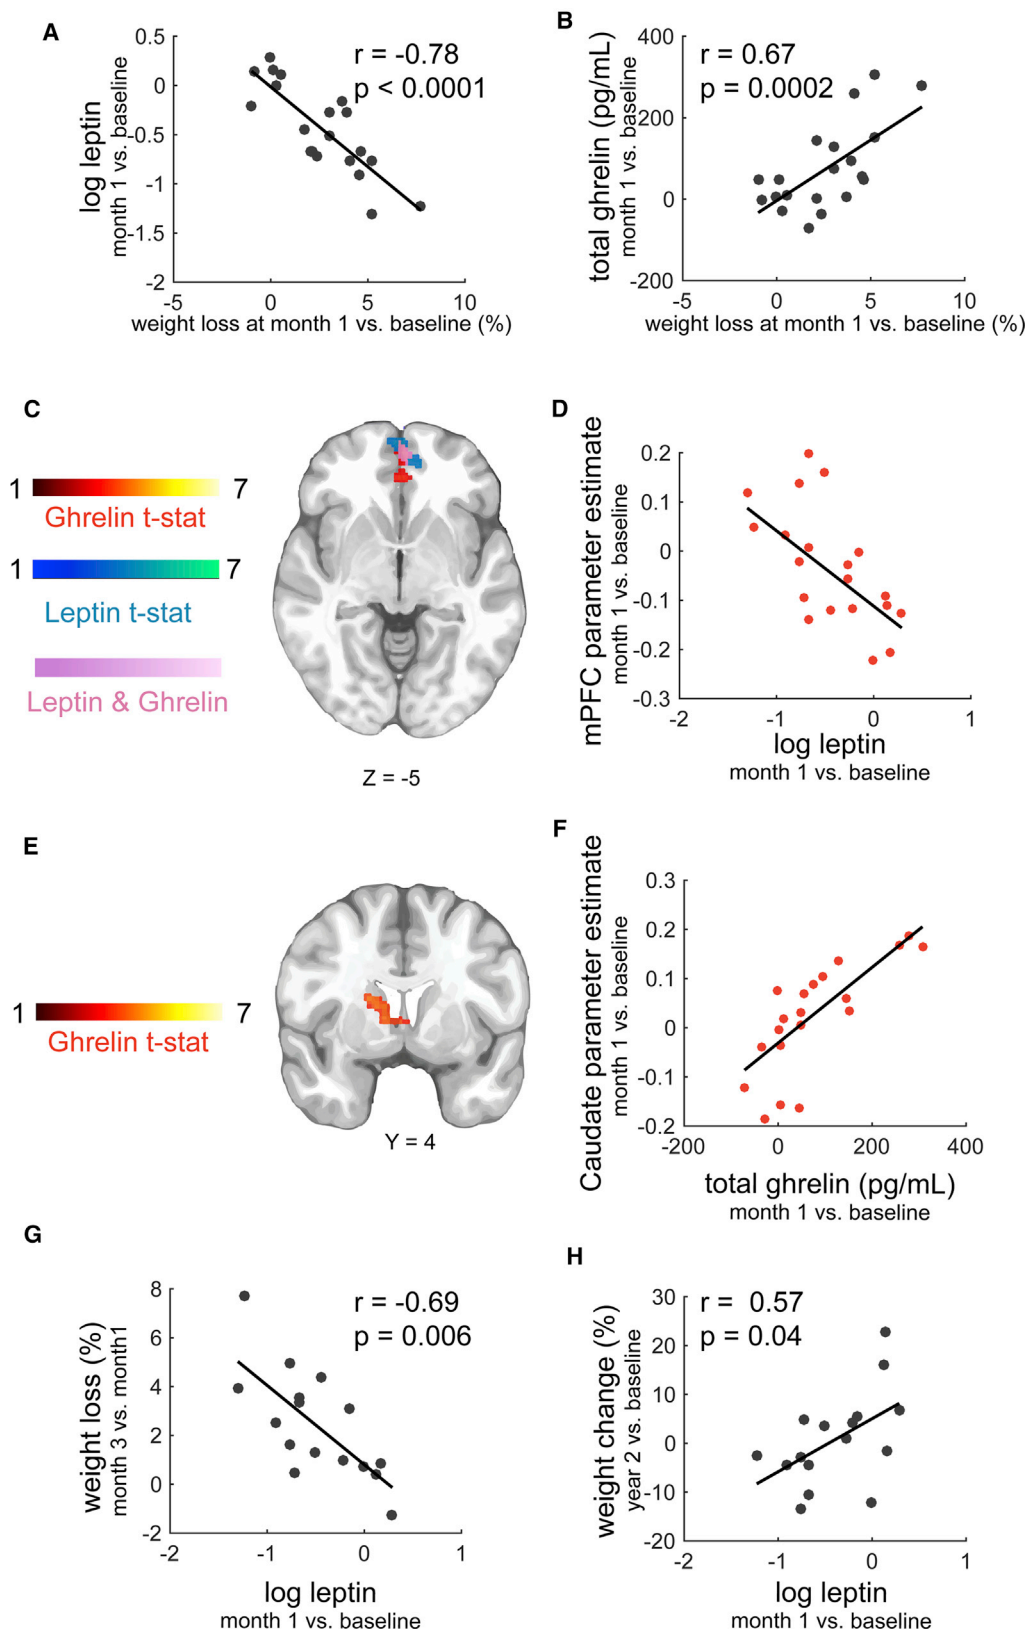 A
log leptin
month 1 vs. baseline
0.5
0
-0.5
-1
-1.5
-2
r = -0.78
p < 0.0001
-5
0
5
10
weight loss at month 1 vs. baseline (%)
B
total ghrelin (pg/mL)
month 1 vs. baseline
400
200
0
-200
r = 0.67
p = 0.0002
-5
0
5
10
weight loss at month 1 vs. baseline (%)
C
1
7
Ghrelin t-stat
1
7
Leptin t-stat
Leptin & Ghrelin
Z = -5
D
mPFC parameter estimate
month 1 vs. baseline
0.2
0.1
0
-0.1
-0.2
-0.3
-2
-1
0
1
log leptin
month 1 vs. baseline
E
1
7
Ghrelin t-stat
Y = 4
F
Caudate parameter estimate
month 1 vs. baseline
0.3
0.2
0.1
0
-0.1
-0.2
-200
0
200
400
total ghrelin (pg/mL)
month 1 vs. baseline
G
weight loss (%)
month 3 vs. month1
8
6
4
2
0
-2
r = -0.69
p = 0.006
-2
-1
0
1
log leptin
month 1 vs. baseline
H
weight change (%)
year 2 vs. baseline
30
20
10
0
-10
-20
r = 0.57
p = 0.04
-2
-1
0
1
log leptin
month 1 vs. baseline